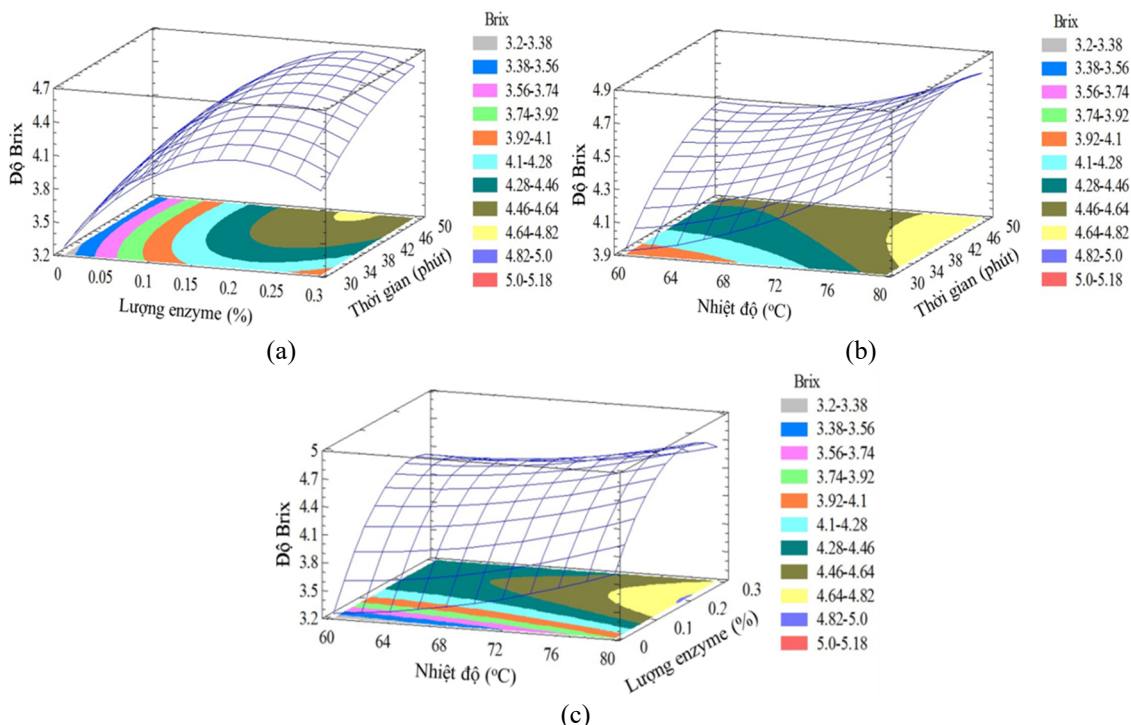 Brix
3.2-3.38
3.38-3.56
3.56-3.74
3.74-3.92
3.92-4.1
4.1-4.28
4.28-4.46
4.46-4.64
4.64-4.82
4.82-5.0
5.0-5.18
Độ Brix
4.7
4.4
4.1
3.8
3.5
3.2
0 0.05 0.1 0.15 0.2 0.25 0.3
Lượng enzyme (%)
30 34 38 42 46 50
Thời gian (phút)
(a)
Brix
3.2-3.38
3.38-3.56
3.56-3.74
3.74-3.92
3.92-4.1
4.1-4.28
4.28-4.46
4.46-4.64
4.64-4.82
4.82-5.0
5.0-5.18
Độ Brix
4.9
4.7
4.5
4.3
4.1
3.9
60 64 68 72 76 80
Nhiệt độ (ºC)
30 34 38 42 46 50
Thời gian (phút)
(b)
Brix
3.2-3.38
3.38-3.56
3.56-3.74
3.74-3.92
3.92-4.1
4.1-4.28
4.28-4.46
4.46-4.64
4.64-4.82
4.82-5.0
5.0-5.18
Độ Brix
5
4.7
4.4
4.1
3.8
3.5
3.2
60 64 68 72 76 80
Nhiệt độ (ºC)
0 0.1 0.2 0.3
Lượng enzyme (%)
(c)